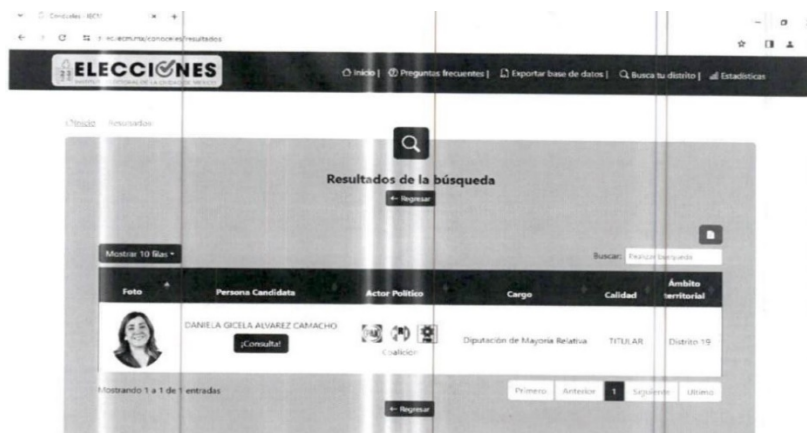 ELECCIONES
Inicio | Preguntas frecuentes | Exportar base de datos | Busca tu distrito | Estadísticas
Resultados de la búsqueda
← Regresar
Mostrar 10 filas
Buscar:
Foto Persona Candidata Actor Político Cargo Calidad Ámbito territorial
DANIELA GICELA ALVAREZ CAMACHO
¡Consulta!
Coalición
Diputación de Mayoría Relativa TITULAR Distrito 19
Mostrando 1 a 1 de 1 entradas
Primero Anterior 1 Siguiente Último
← Regresar